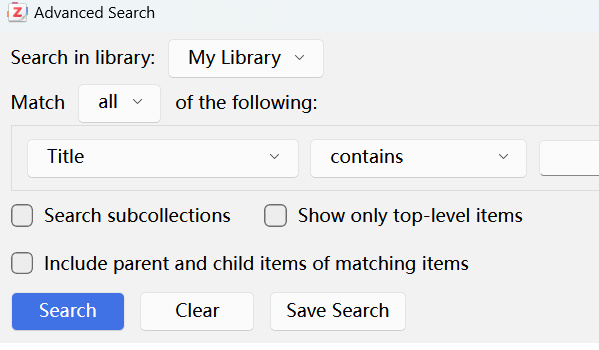 Advanced Search
Search in library: My Library
Match all of the following:
Title contains
Search subcollections Show only top-level items
Include parent and child items of matching items
Search Clear Save Search